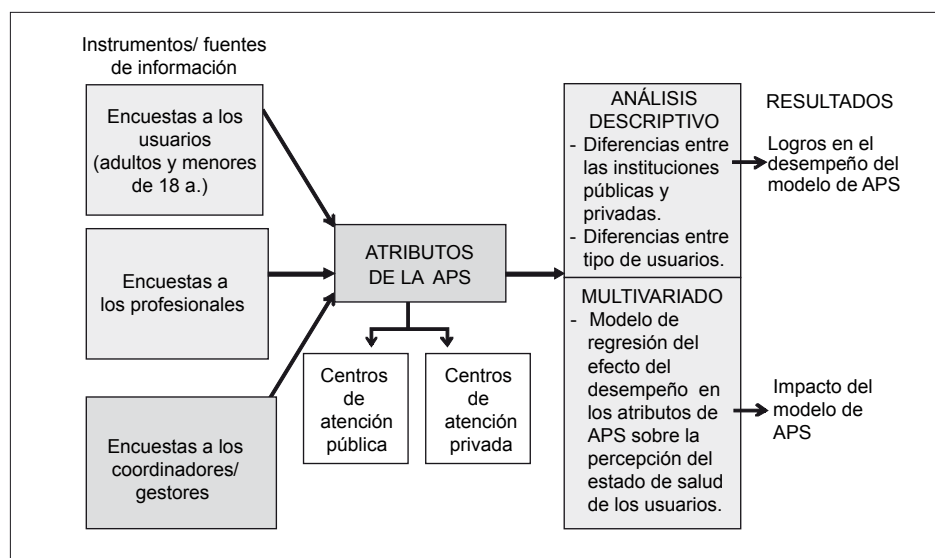 Instrumentos/ fuentes
de información
Encuestas a los
usuarios
(adultos y menores
de 18 a.)
Encuestas a
los profesionales
Encuestas a los
coordinadores/
gestores
ATRIBUTOS
DE LA APS
Centros
de
atención
pública
Centros
de
atención
privada
ANÁLISIS
DESCRIPTIVO
- Diferencias entre
las instituciones
públicas y
privadas.
- Diferencias entre
tipo de usuarios.
MULTIVARIADO
- Modelo de
regresión del
efecto del
desempeño en
los atributos de
APS sobre la
percepción del
estado de salud
de los usuarios.
RESULTADOS
Logros en el
desempeño del
modelo de APS
Impacto del
modelo de
APS